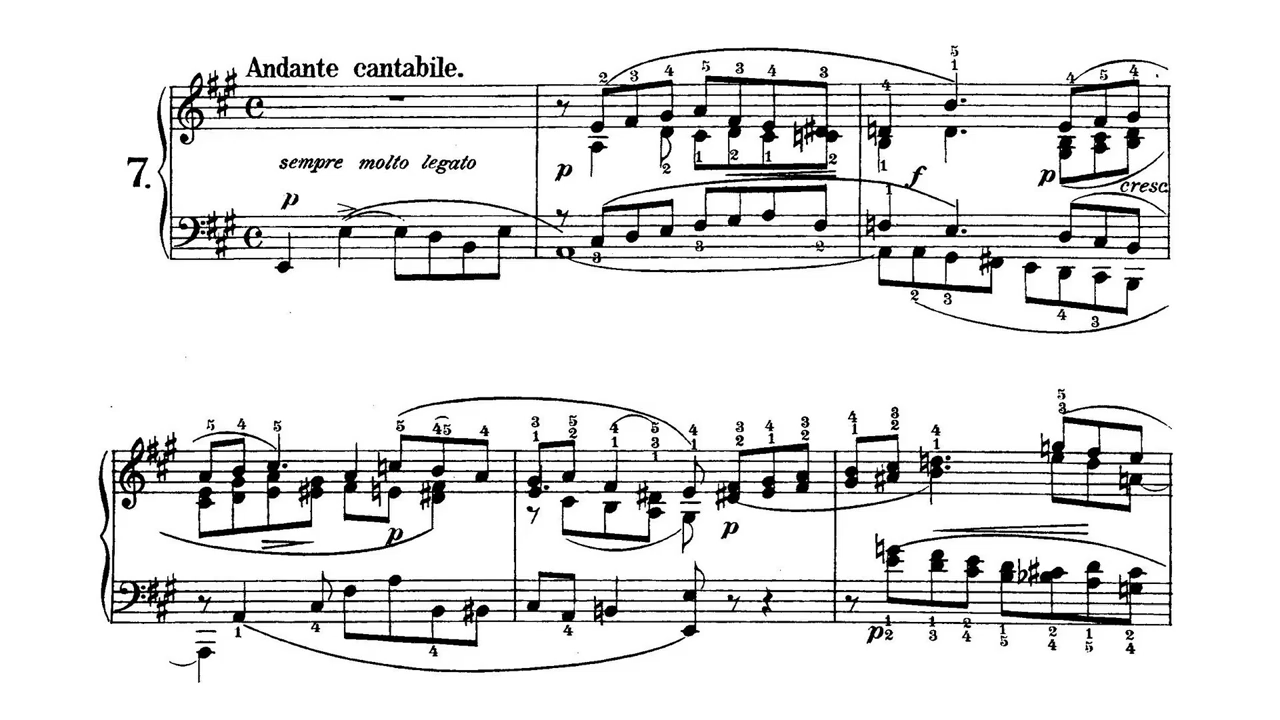 Andante cantabile.
7.
sempre molto legato
p
p
f
p
cresc.
p
p
p